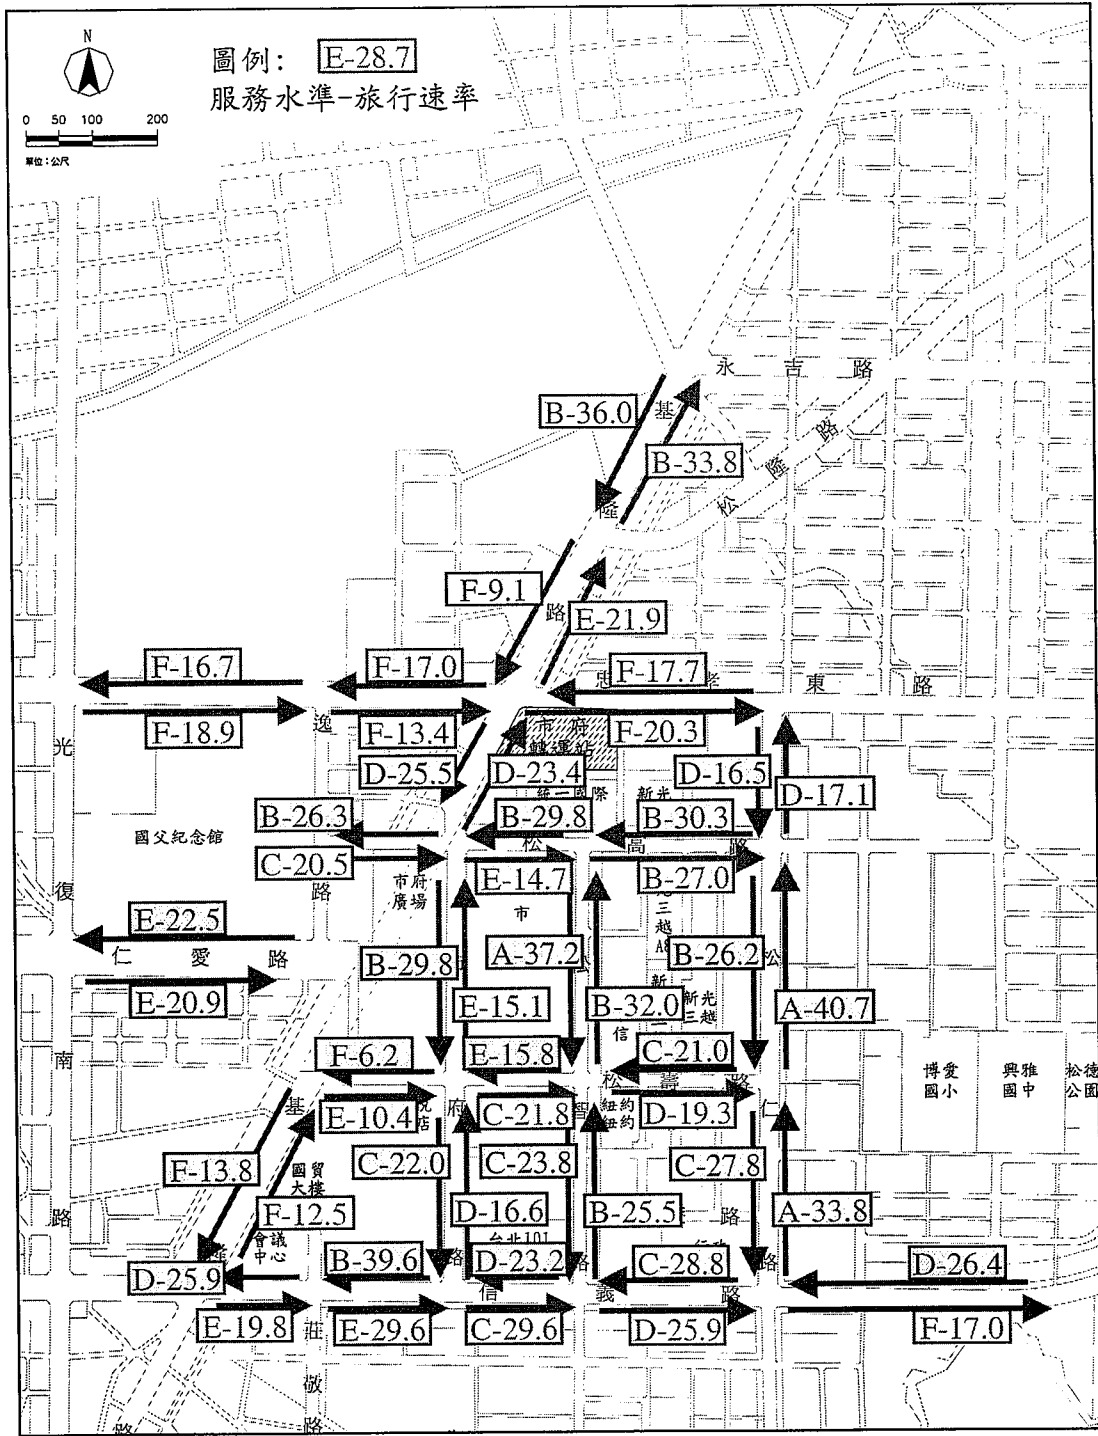 N
圖例： E-28.7
服務水準-旅行速率
0 50 100 200
單位：公尺
永 吉 路
B-36.0
基
B-33.8
松 隆 路
隆
F-9.1
路
E-21.9
F-16.7
F-17.0
F-17.7
忠 孝 東 路
F-18.9
逸
F-13.4
市府
轉運站
F-20.3
光
D-25.5
D-23.4
D-16.5
D-17.1
統一國際
新光
B-26.3
B-29.8
B-30.3
國父紀念館
松 高 路
C-20.5
E-14.7
B-27.0
復
路
市府
廣場
市
三
越
A8
E-22.5
仁 愛 路
B-29.8
A-37.2
B-26.2
松
E-20.9
E-15.1
B-32.0
新光
三越
A-40.7
信
南
F-6.2
E-15.8
C-21.0
松 壽 路
博愛
國小
興雅
國中
松德
公園
基
E-10.4
府
C-21.8
智
紐約
紐約
D-19.3
仁
F-13.8
國貿
大樓
C-22.0
C-23.8
C-27.8
路
F-12.5
D-16.6
B-25.5
路
A-33.8
會議
中心
台北101
D-25.9
B-39.6
路
D-23.2
路
C-28.8
路
D-26.4
信 義 路
E-19.8
莊
E-29.6
C-29.6
D-25.9
F-17.0
敬
路
路